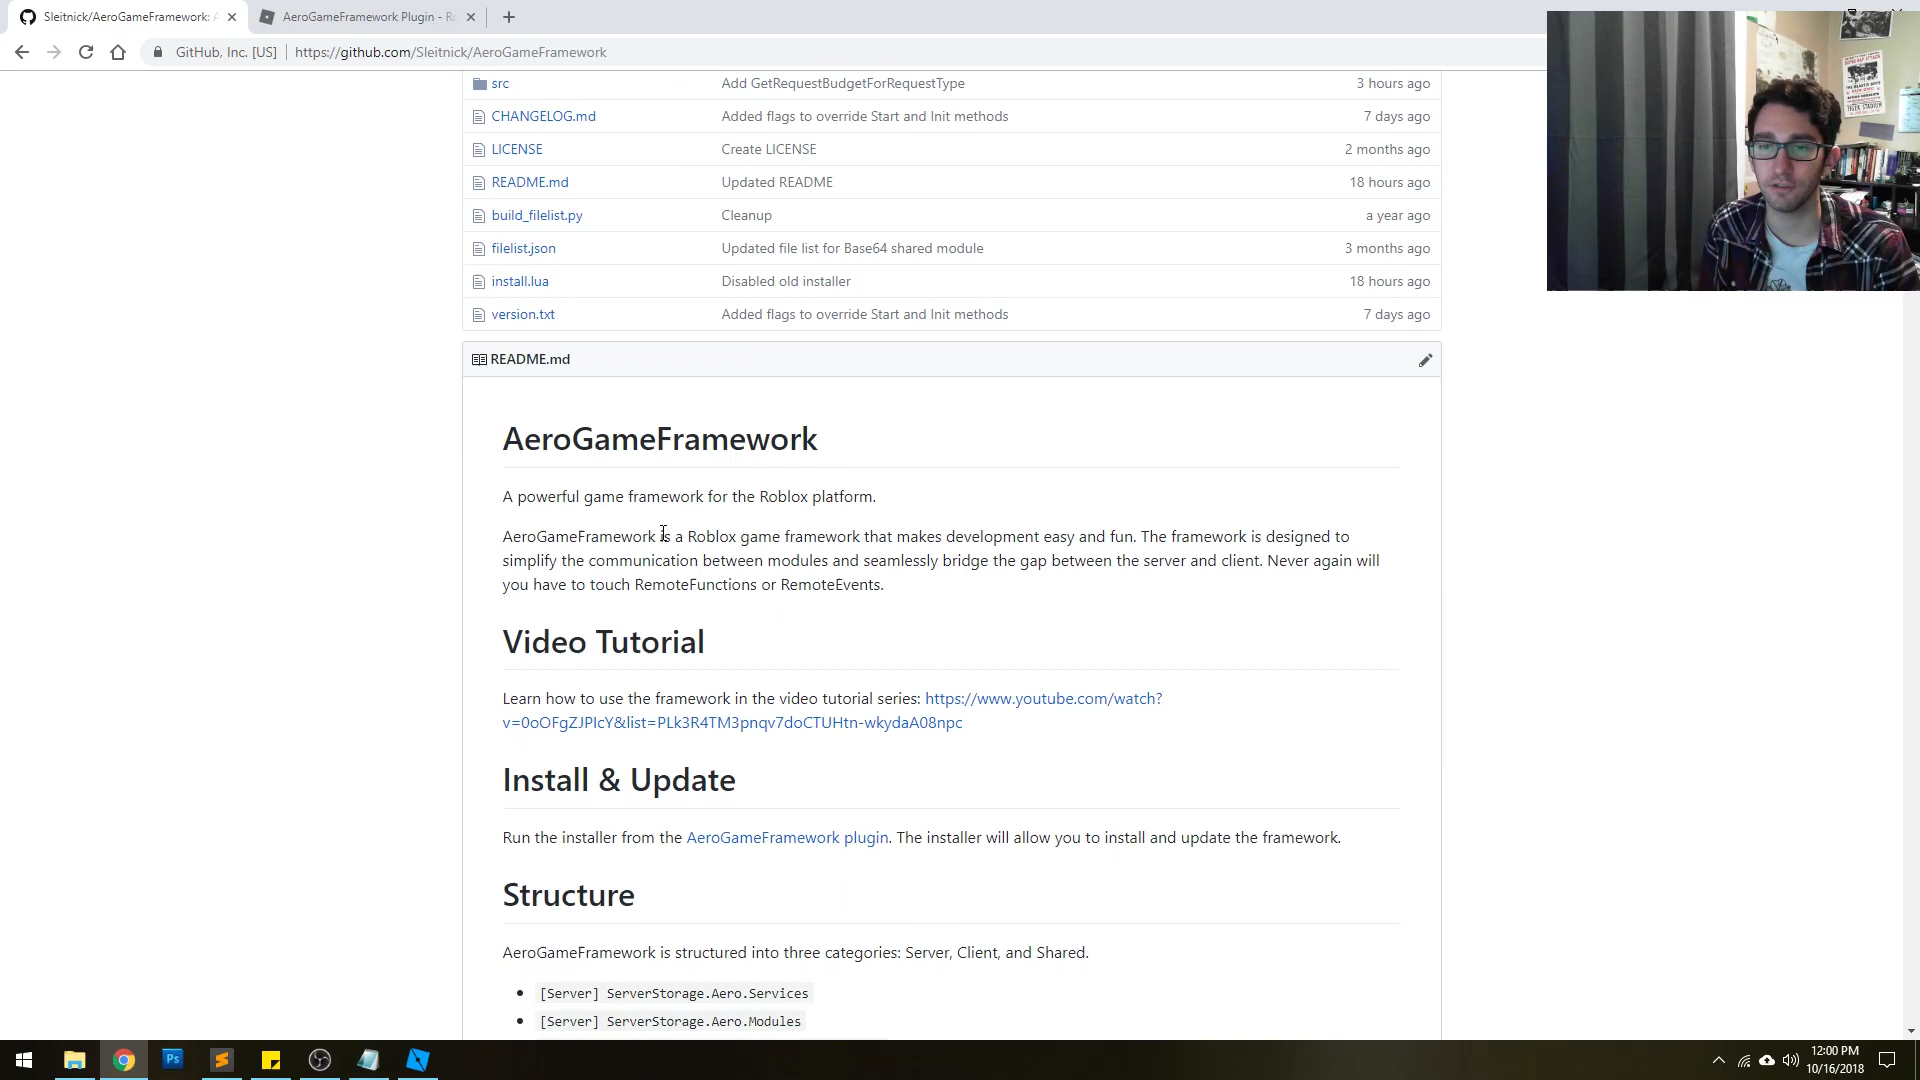 Sleitnick/AeroGameFramework: A
AeroGameFramework Plugin - Ro
GitHub, Inc. [US] | https://github.com/Sleitnick/AeroGameFramework
src Add GetRequestBudgetForRequestType 3 hours ago
CHANGELOG.md Added flags to override Start and Init methods 7 days ago
LICENSE Create LICENSE 2 months ago
README.md Updated README 18 hours ago
build_filelist.py Cleanup a year ago
filelist.json Updated file list for Base64 shared module 3 months ago
install.lua Disabled old installer 18 hours ago
version.txt Added flags to override Start and Init methods 7 days ago
README.md
AeroGameFramework
A powerful game framework for the Roblox platform.
AeroGameFramework is a Roblox game framework that makes development easy and fun. The framework is designed to
simplify the communication between modules and seamlessly bridge the gap between the server and client. Never again will
you have to touch RemoteFunctions or RemoteEvents.
Video Tutorial
Learn how to use the framework in the video tutorial series: https://www.youtube.com/watch?
v=0oOFgZJPIcY&list=PLk3R4TM3pnqv7doCTUHtn-wkydaA08npc
Install & Update
Run the installer from the AeroGameFramework plugin. The installer will allow you to install and update the framework.
Structure
AeroGameFramework is structured into three categories: Server, Client, and Shared.
[Server] ServerStorage.Aero.Services
[Server] ServerStorage.Aero.Modules
Ps
12:00 PM
10/16/2018